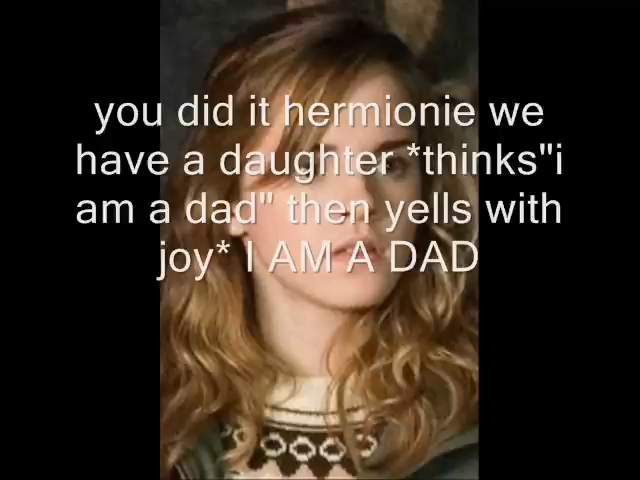 you did it hermionie we
have a daughter *thinks"i
am a dad" then yells with
joy* I AM A DAD